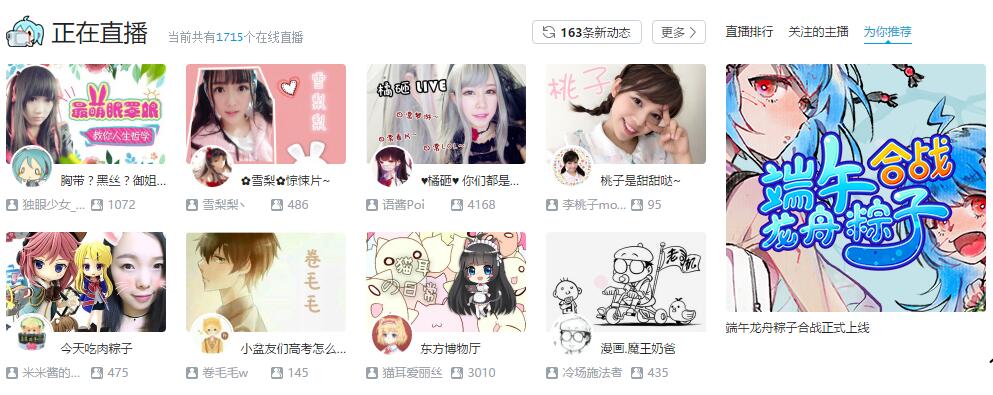 正在直播
当前共有1715个在线直播
163条新动态
更多
直播排行 关注的主播 为你推荐
最萌眼罩娘
教你人生哲学
胸带？黑丝？御姐...
独眼少女_... 1072
雪梨梨
✿雪梨✿惊悚片~
雪梨梨丶 486
橘砸 LIVE
♥橘砸♥ 你们都是...
语酱Poi 4168
桃子
桃子是甜甜哒~
李桃子mo... 95
今天吃肉粽子
米米酱的... 475
卷毛毛
小盆友们高考怎么...
卷毛毛w 145
猫耳の日常
东方博物厅
猫耳爱丽丝 3010
漫画.魔王奶爸
冷场施法者 435
端午
合战
龙舟粽子
端午龙舟粽子合战正式上线